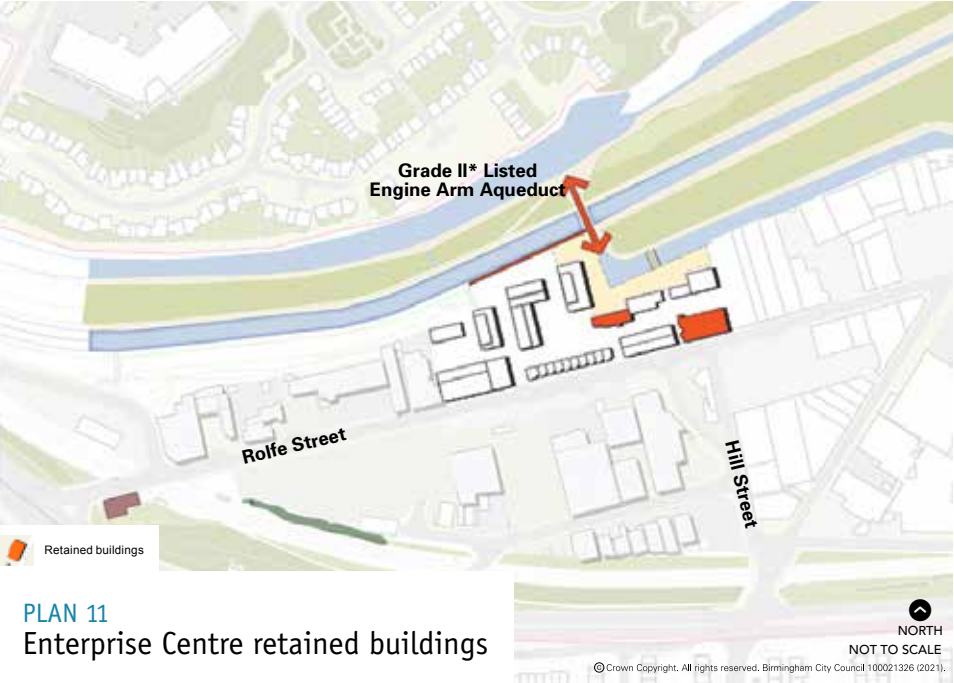 Grade II* Listed
Engine Arm Aqueduct
Rolfe Street
Hill Street
Retained buildings
PLAN 11
Enterprise Centre retained buildings
NORTH
NOT TO SCALE
© Crown Copyright. All rights reserved. Birmingham City Council 100021326 (2021).